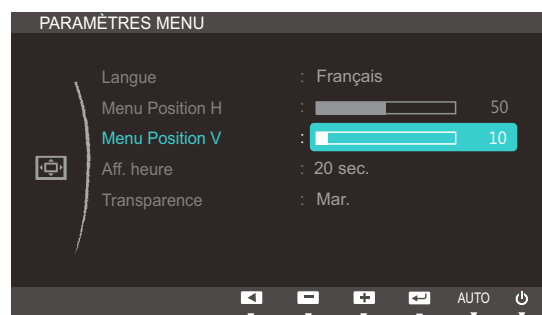 PARAMÈTRES MENU
Langue : Français
Menu Position H : 50
Menu Position V : 10
Aff. heure : 20 sec.
Transparence : Mar.
AUTO